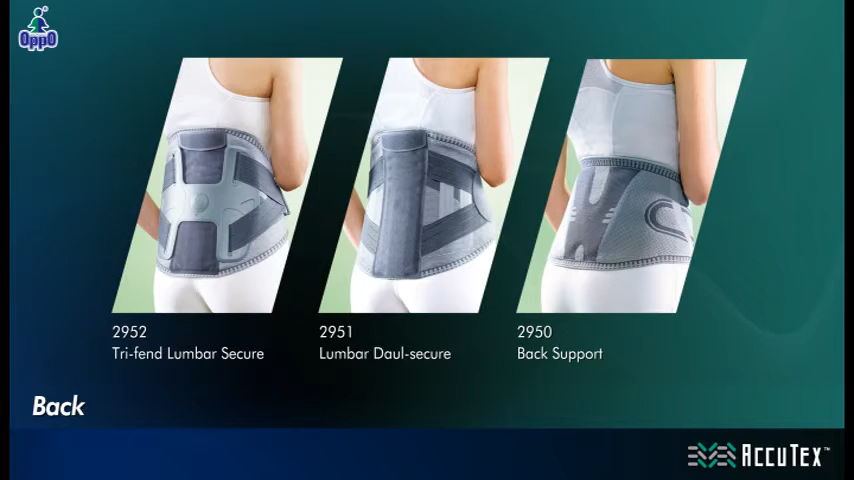 OppO
2952
Tri-fend Lumbar Secure
2951
Lumbar Daul-secure
2950
Back Support
Back
ACCUTEX™